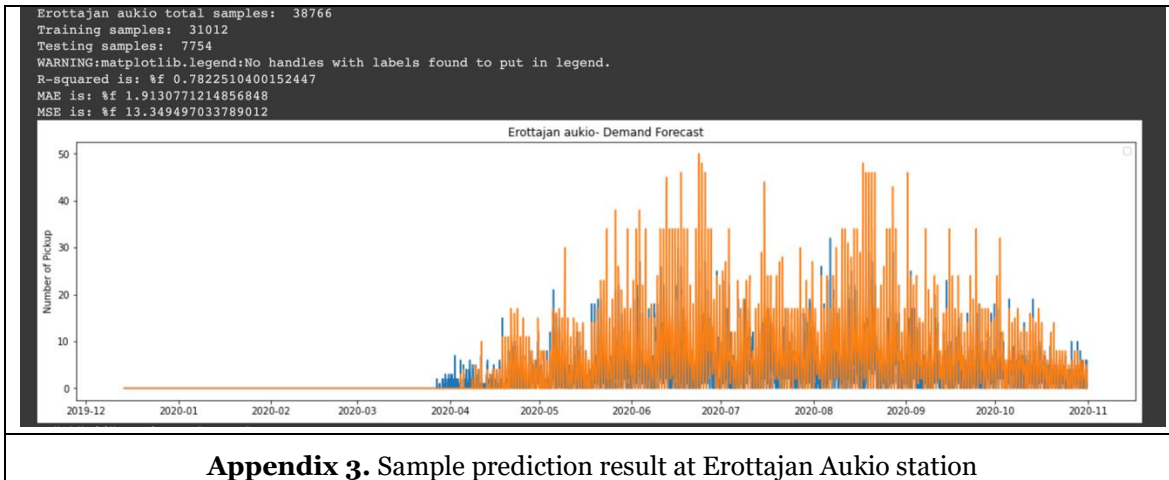 Erottajan aukio total samples:  38766
Training samples:  31012
Testing samples:  7754
WARNING:matplotlib.legend:No handles with labels found to put in legend.
R-squared is: %f 0.7822510400152447
MAE is: %f 1.9130771214856848
MSE is: %f 13.349497033789012
Erottajan aukio- Demand Forecast
50
40
30
20
10
0
Number of Pickup
2019-12 2020-01 2020-02 2020-03 2020-04 2020-05 2020-06 2020-07 2020-08 2020-09 2020-10 2020-11
Appendix 3. Sample prediction result at Erottajan Aukio station